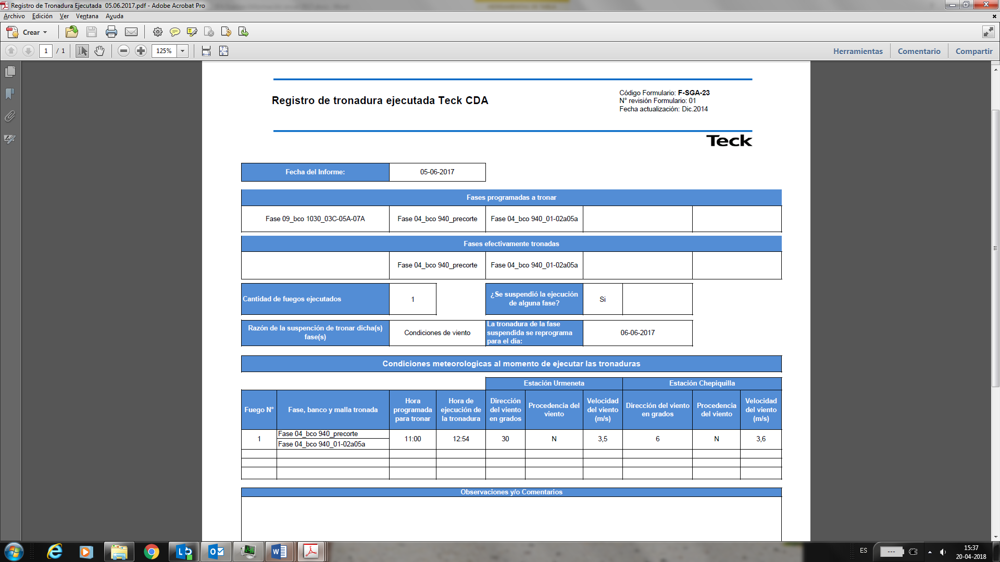 Registro de Tronadura Ejecutada  05.06.2017.pdf - Adobe Acrobat Pro
Archivo Edición Ver Ventana Ayuda
Crear
1 / 1 125% Herramientas Comentario Compartir
Registro de tronadura ejecutada Teck CDA
Código Formulario: F-SGA-23
N° revisión Formulario: 01
Fecha actualización: Dic.2014
Teck
Fecha del Informe: 05-06-2017
Fases programadas a tronar
Fase 09_bco 1030_03C-05A-07A Fase 04_bco 940_precorte Fase 04_bco 940_01-02a05a
Fases efectivamente tronadas
Fase 04_bco 940_precorte Fase 04_bco 940_01-02a05a
Cantidad de fuegos ejecutados 1
¿Se suspendió la ejecución
de alguna fase?
Si
Razón de la suspención de tronar dicha(s)
fase(s)
Condiciones de viento
La tronadura de la fase
suspendida se reprograma
para el día:
06-06-2017
Condiciones meteorologicas al momento de ejecutar las tronaduras
Estación Urmeneta Estación Chepiquilla
Fuego N°
Fase, banco y malla tronada
Hora
programada
para tronar
Hora de
ejecución de
la tronadura
Dirección
del viento
en grados
Procedencia del
viento
Velocidad
del viento
(m/s)
Dirección del viento
en grados
Procedencia
del viento
Velocidad
del viento
(m/s)
1
Fase 04_bco 940_precorte
Fase 04_bco 940_01-02a05a
11:00 12:54 30 N 3,5 6 N 3,6
Observaciones y/o Comentarios
ES
15:37
20-04-2018